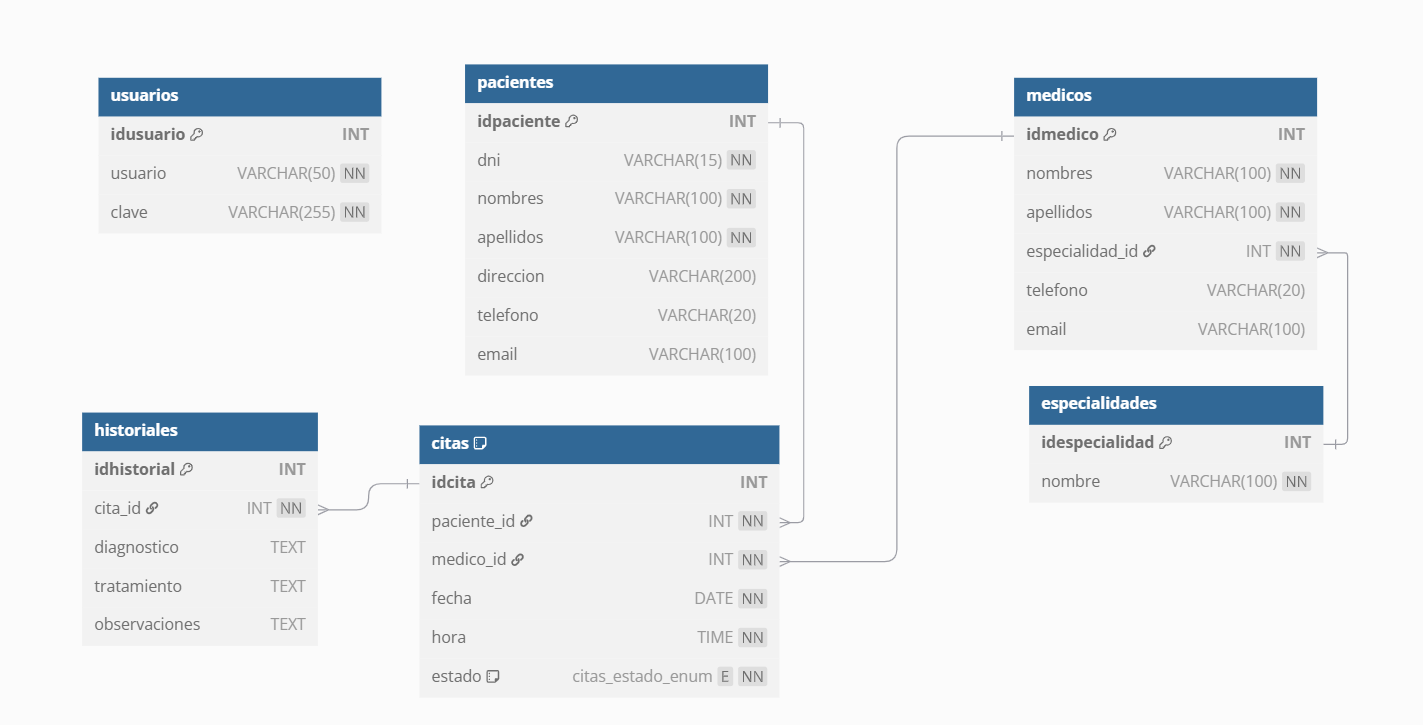 usuarios
idusuario INT
usuario VARCHAR(50) NN
clave VARCHAR(255) NN
pacientes
idpaciente INT
dni VARCHAR(15) NN
nombres VARCHAR(100) NN
apellidos VARCHAR(100) NN
direccion VARCHAR(200)
telefono VARCHAR(20)
email VARCHAR(100)
medicos
idmedico INT
nombres VARCHAR(100) NN
apellidos VARCHAR(100) NN
especialidad_id INT NN
telefono VARCHAR(20)
email VARCHAR(100)
historiales
idhistorial INT
cita_id INT NN
diagnostico TEXT
tratamiento TEXT
observaciones TEXT
citas
idcita INT
paciente_id INT NN
medico_id INT NN
fecha DATE NN
hora TIME NN
estado citas_estado_enum E NN
especialidades
idespecialidad INT
nombre VARCHAR(100) NN